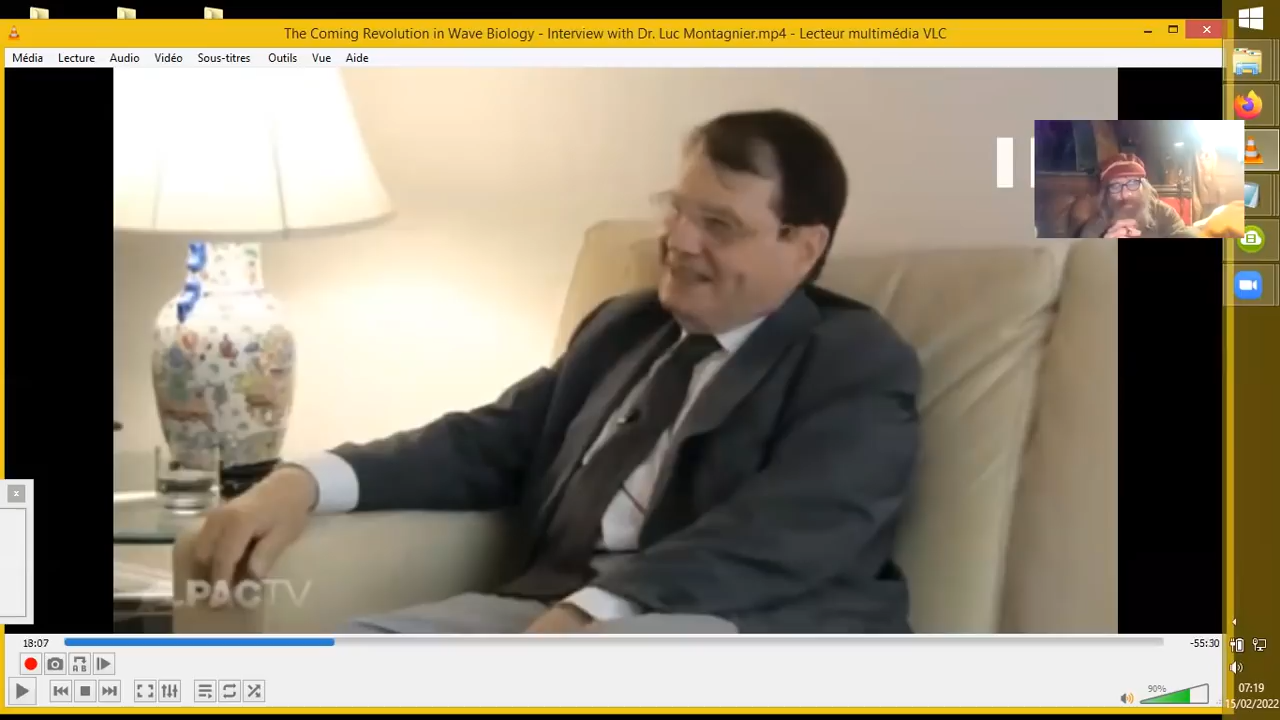 The Coming Revolution in Wave Biology - Interview with Dr. Luc Montagnier.mp4 - Lecteur multimédia VLC
Média Lecture Audio Vidéo Sous-titres Outils Vue Aide
LPACTV
18:07
-55:30
90%
07:19
15/02/2022